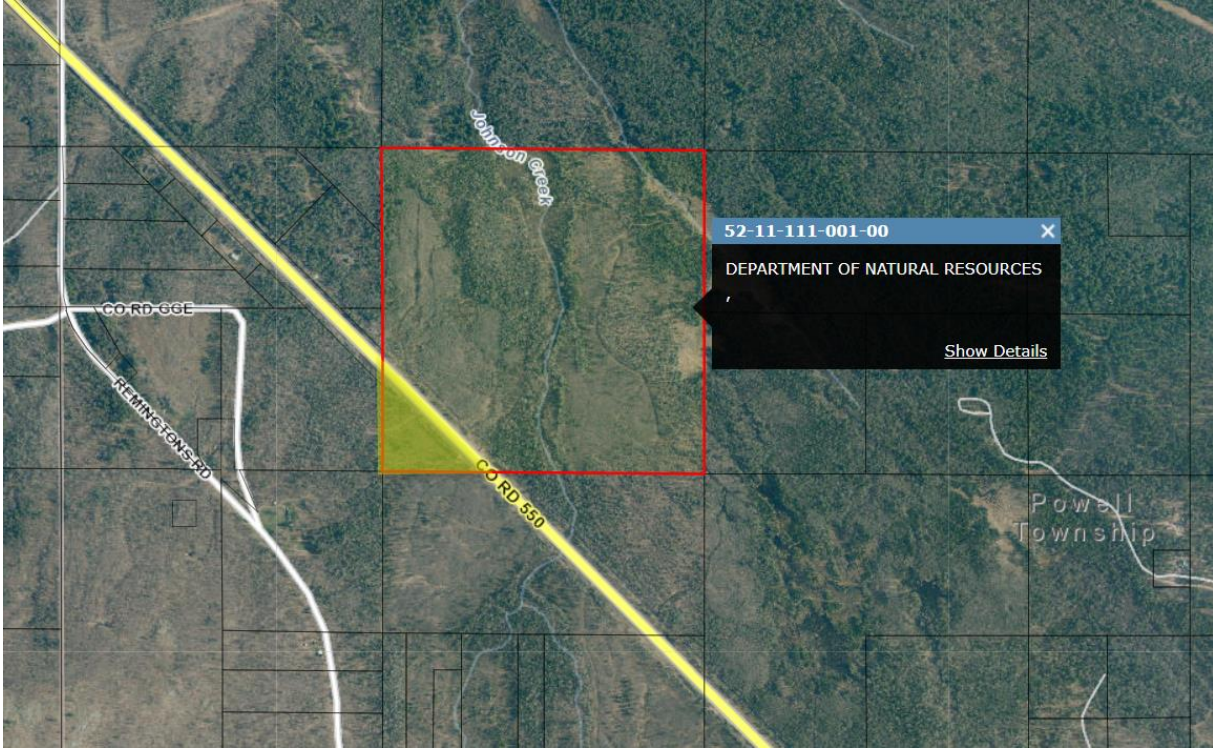 Johnson Creek
52-11-111-001-00
DEPARTMENT OF NATURAL RESOURCES
,
Show Details
CO RD GGE
REMINGTONS RD
CO RD 550
Powell
Township